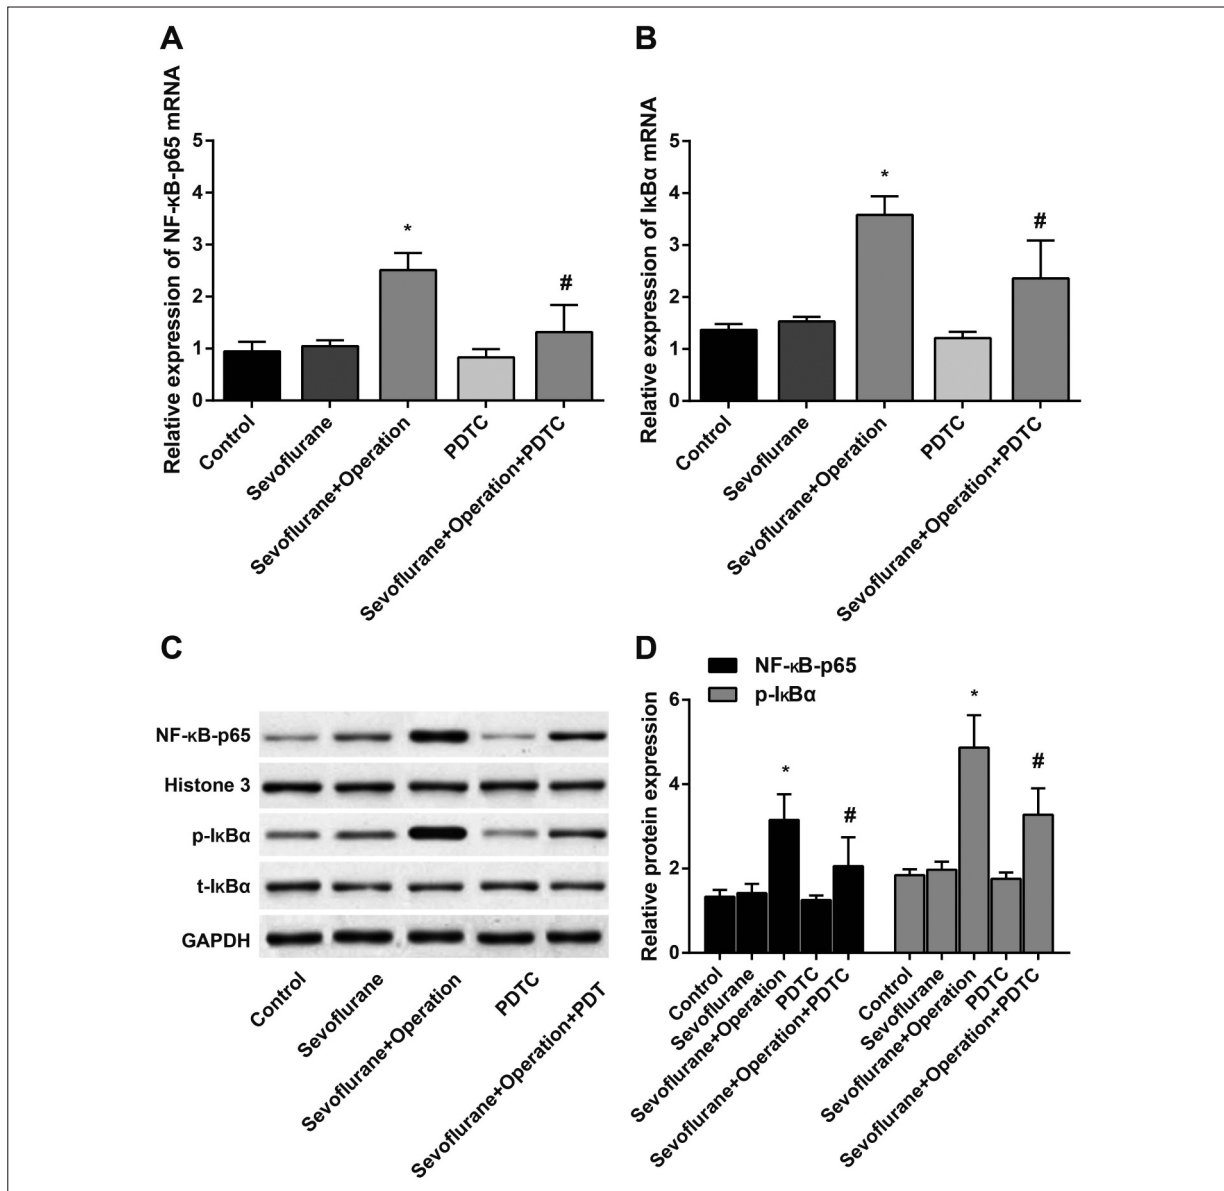 A
Relative expression of NF-κB-p65 mRNA
5
4
3
2
1
0
*
#
Control
Sevoflurane
Sevoflurane+Operation
PDTC
Sevoflurane+Operation+PDTC
B
Relative expression of IκBα mRNA
5
4
3
2
1
0
*
#
Control
Sevoflurane
Sevoflurane+Operation
PDTC
Sevoflurane+Operation+PDTC
C
NF-κB-p65
Histone 3
p-IκBα
t-IκBα
GAPDH
Control
Sevoflurane
Sevoflurane+Operation
PDTC
Sevoflurane+Operation+PDT
D
NF-κB-p65
p-IκBα
Relative protein expression
6
4
2
0
*
#
*
#
Control
Sevoflurane
Sevoflurane+Operation
PDTC
Sevoflurane+Operation+PDTC
Control
Sevoflurane
Sevoflurane+Operation
PDTC
Sevoflurane+Operation+PDTC